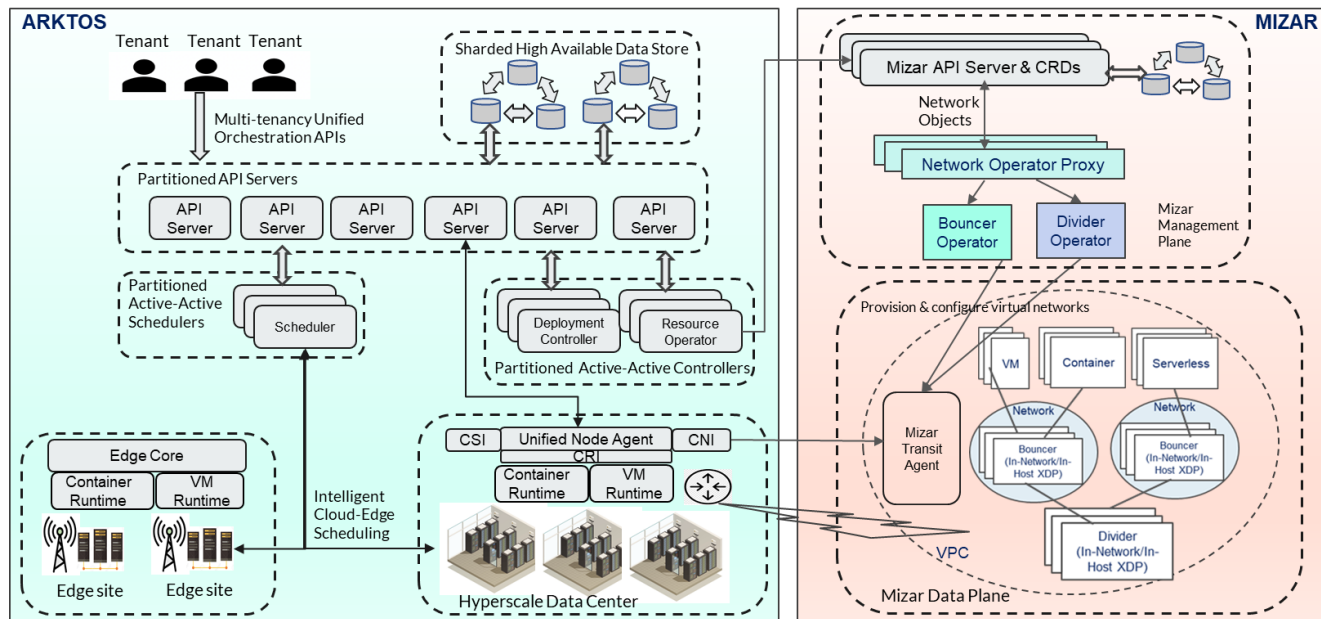 ARKTOS
Tenant
Tenant
Tenant
Multi-tenancy Unified
Orchestration APIs
Sharded High Available Data Store
Partitioned API Servers
API
Server
API
Server
API
Server
API
Server
API
Server
API
Server
Partitioned
Active-Active
Schedulers
Scheduler
Deployment
Controller
Resource
Operator
Partitioned Active-Active Controllers
Edge Core
Container
Runtime
VM
Runtime
Edge site
Edge site
Intelligent
Cloud-Edge
Scheduling
CSI
Unified Node Agent
CNI
CRI
Container
Runtime
VM
Runtime
Hyperscale Data Center
MIZAR
Mizar API Server & CRDs
Network
Objects
Network Operator Proxy
Bouncer
Operator
Divider
Operator
Mizar
Management
Plane
Provision & configure virtual networks
VM
Container
Serverless
Mizar
Transit
Agent
Network
Bouncer
(In-Network/In-
Host XDP)
Network
Bouncer
(In-Network/In-
Host XDP)
Divider
(In-Network/In-
Host XDP)
VPC
Mizar Data Plane